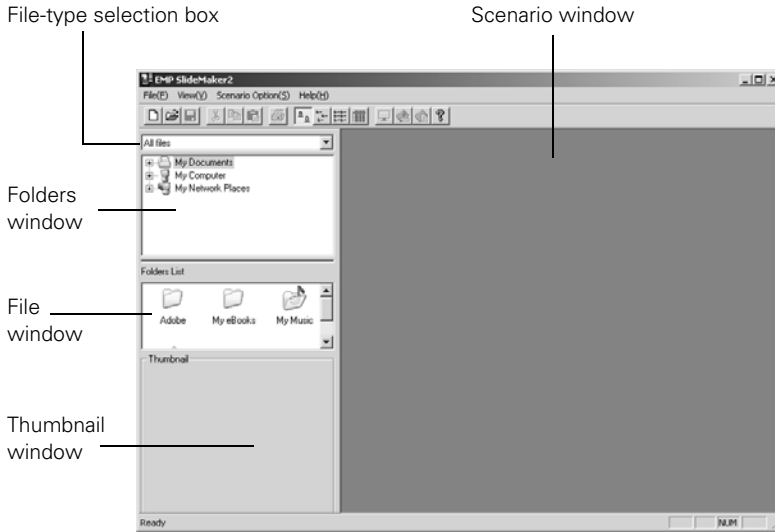 File-type selection box
Scenario window
EMP SlideMaker2
File(F) View(V) Scenario Option(S) Help(H)
All files
My Documents
My Computer
My Network Places
Folders
window
Folders List
Adobe
My eBooks
My Music
File
window
Thumbnail
Thumbnail
window
Ready
NUM